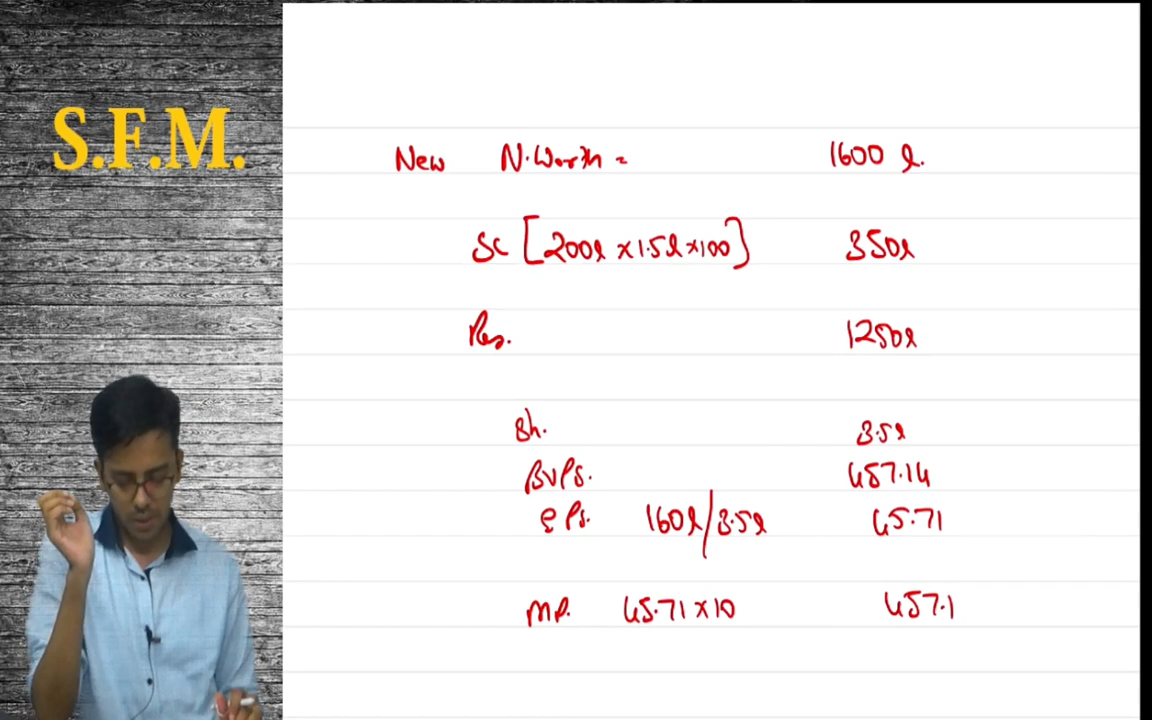 S.F.M.
New N.Worth = 1600 l.
SC [200l x 1.5l x 100] 350l
Res. 1250l
Sh. 3.5l
BVPS. 457.14
EPS. 160l/3.5l 45.71
MP. 45.71 x 10 457.1